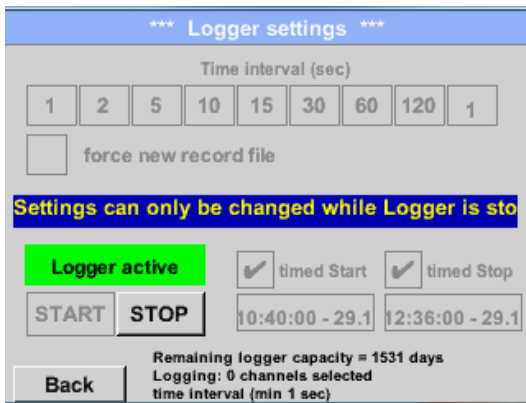 *** Logger settings ***
Time interval (sec)
1 2 5 10 15 30 60 120 1
force new record file
Settings can only be changed while Logger is sto
Logger active
timed Start
timed Stop
START
STOP
10:40:00 - 29.1
12:36:00 - 29.1
Remaining logger capacity = 1531 days
Logging: 0 channels selected
time interval (min 1 sec)
Back